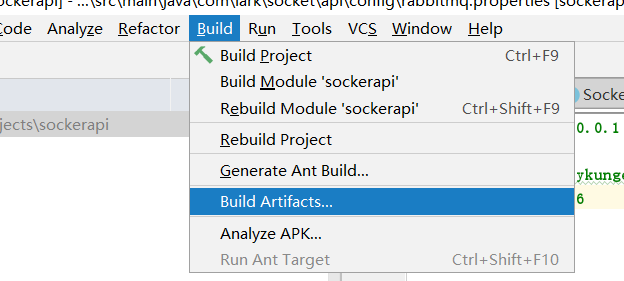 sockerapi] - ...\src\main\java\com\lark\socket\api\config\rabbitmq.properties [sockerap
Code Analyze Refactor Build Run Tools VCS Window Help
Build Project Ctrl+F9
Build Module 'sockerapi'
Rebuild Module 'sockerapi' Ctrl+Shift+F9
Rebuild Project
Generate Ant Build...
Build Artifacts...
Analyze APK...
Run Ant Target Ctrl+Shift+F10
jects\sockerapi
Socke
0.0.1
ykunge
6